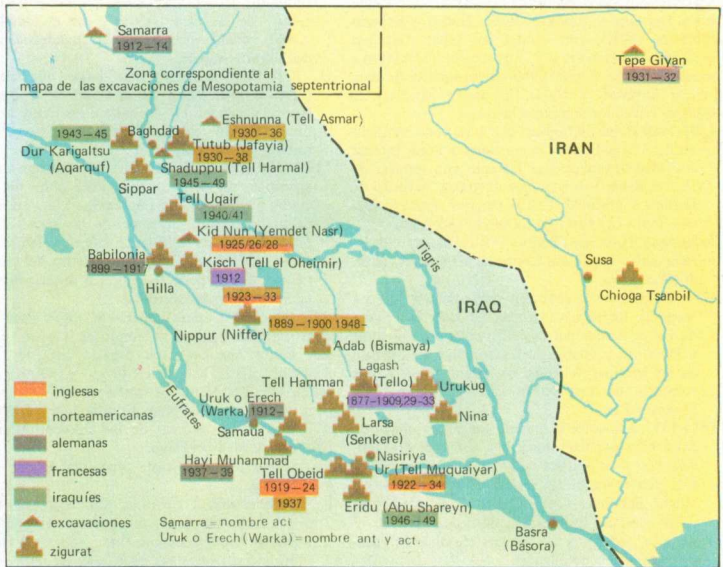 Samarra
1912 — 14
Zona correspondiente al
mapa de las excavaciones de Mesopotamia septentrional
Tepe Giyan
1931 — 32
Eshnunna (Tell Asmar)
1943 — 45
Baghdad
1930 — 36
Tutub (Jafayia)
1930 — 38
Dur Karigaltsu
(Aqarquf)
Shaduppu (Tell Harmal)
1945 — 49
Sippar
Tell Uqair
1940/41
IRAN
Kid Nun (Yemdet Nasr)
1925/26/28—
Babilonia
1899 — 1917
Kisch (Tell el Oheimir)
1912
Hilla
1923 — 33
Tigris
Susa
Chioga Tsanbil
IRAQ
Nippur (Niffer)
1889 — 1900 1948-
Adab (Bismaya)
Lagash
(Tello)
Tell Hamman
Urukug
1877-1909,29-33
Eufrates
Uruk o Erech
(Warka)
1912—
Larsa
(Senkere)
Nina
Samaua
Hayi Muhammad
1937 — 39
Nasiriya
Tell Obeid
1919 — 24
1937
Ur (Tell Muquaiyar)
1922 — 34
Eridu (Abu Shareyn)
1946 — 49
Basra
(Básora)
inglesas
norteamericanas
alemanas
francesas
iraquíes
excavaciones
zigurat
Samarra = nombre act
Uruk o Erech (Warka) = nombre ant. y act.